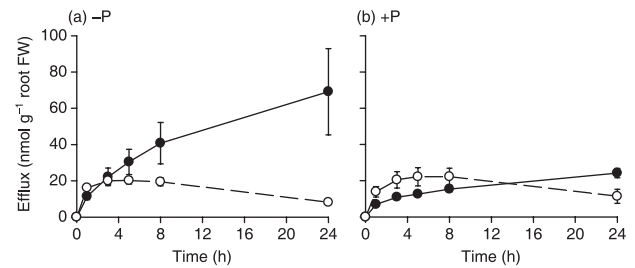 (a) –P
(b) +P
Efflux (nmol g⁻¹ root FW)
100
80
60
40
20
0
0 4 8 12 16 20 24
0 4 8 12 16 20 24
Time (h)
Time (h)